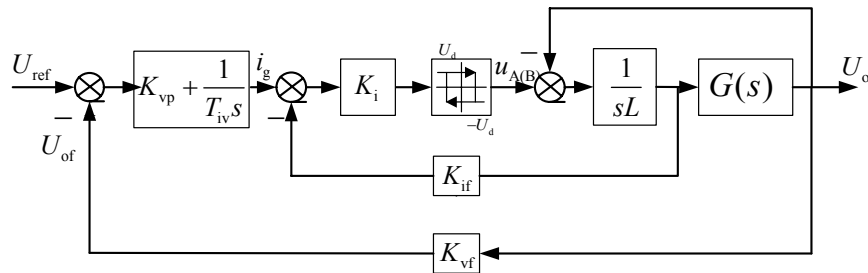 U_ref
U_of
K_vp + 1/(T_iv s)
i_g
K_i
U_d
-U_d
u_A(B)
1/(sL)
G(s)
U_o
K_if
K_vf